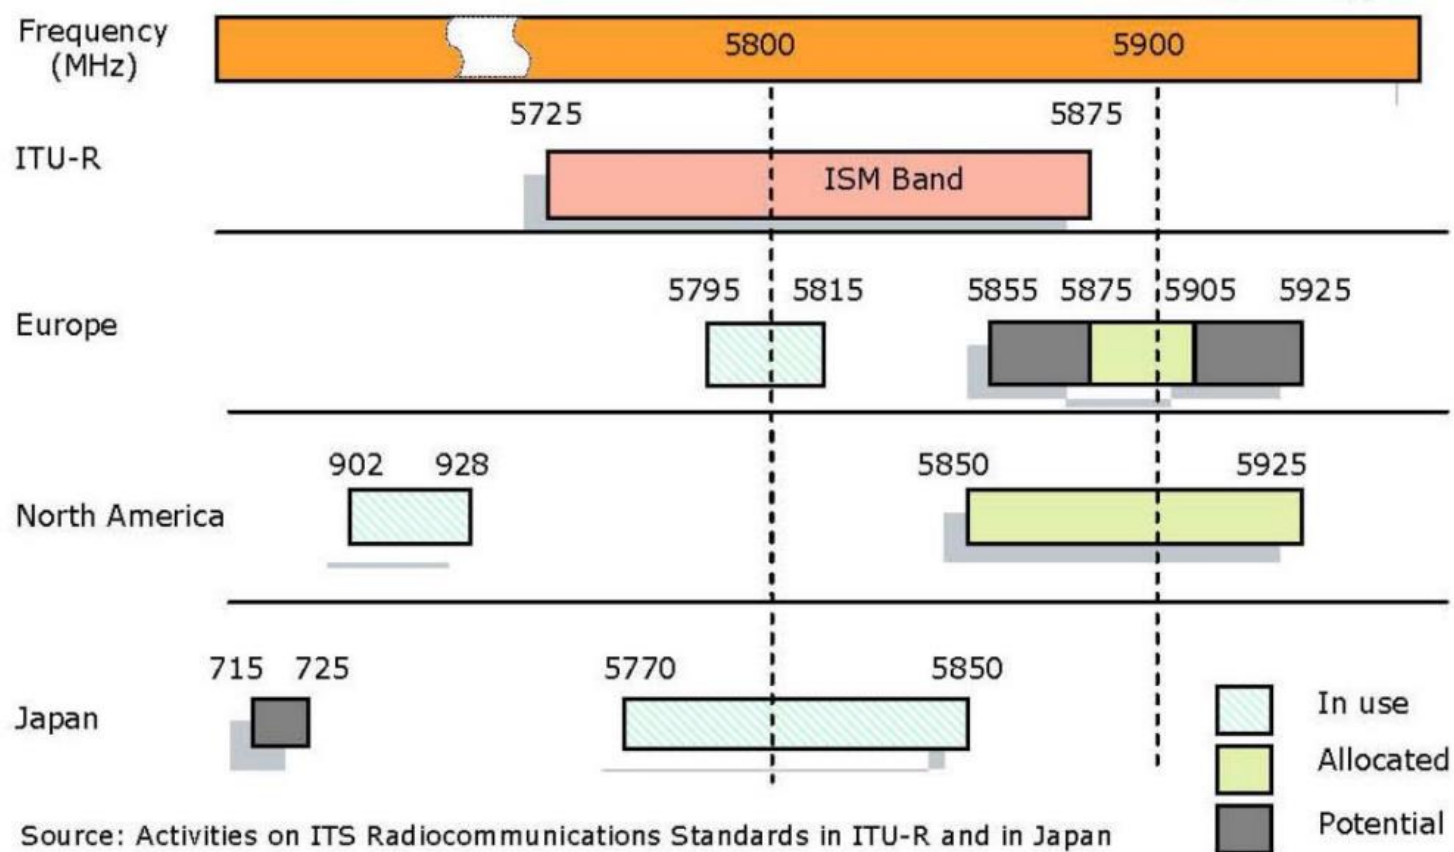 Frequency
(MHz)
5800 5900
5725 5875
ITU-R
ISM Band
5795 5815 5855 5875 5905 5925
Europe
902 928 5850 5925
North America
715 725 5770 5850
Japan
In use
Allocated
Potential
Source: Activities on ITS Radiocommunications Standards in ITU-R and in Japan